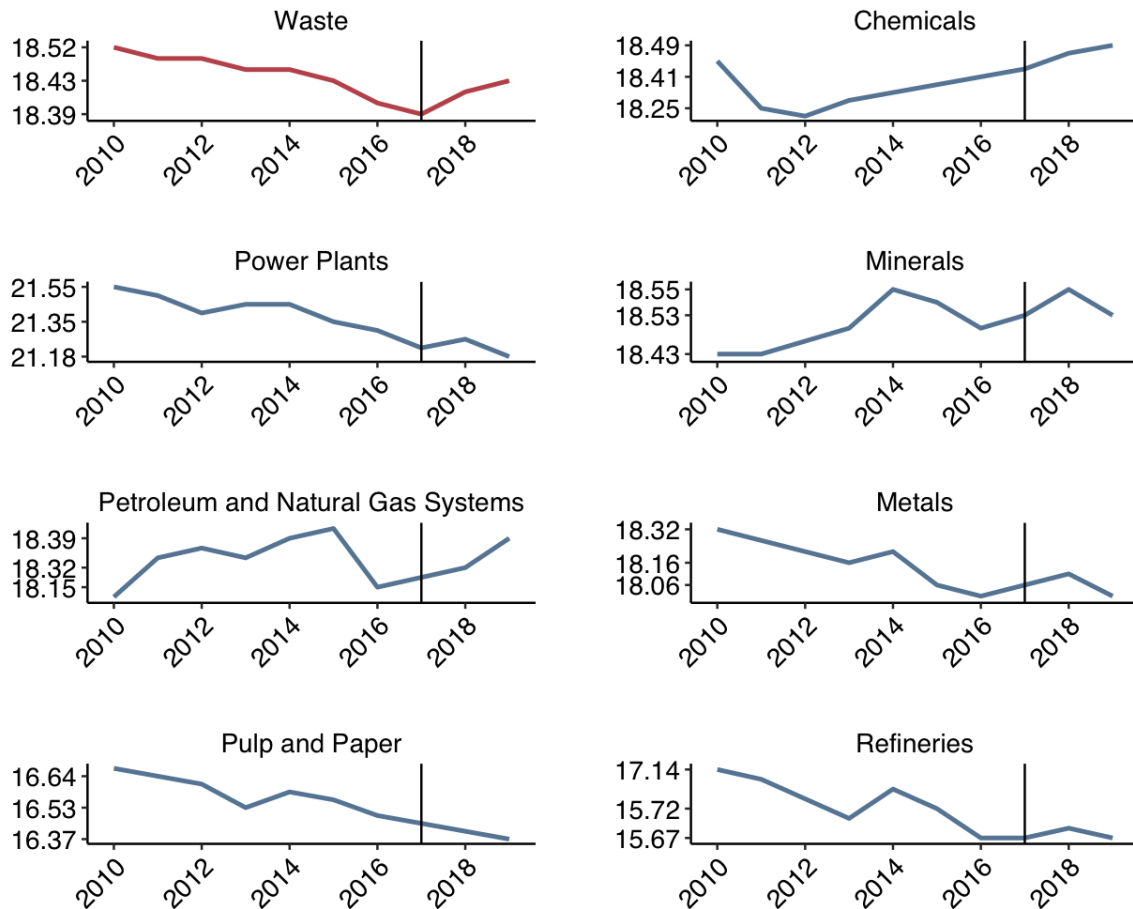 Waste
18.52
18.43
18.39
2010 2012 2014 2016 2018
Chemicals
18.49
18.41
18.25
2010 2012 2014 2016 2018
Power Plants
21.55
21.35
21.18
2010 2012 2014 2016 2018
Minerals
18.55
18.53
18.43
2010 2012 2014 2016 2018
Petroleum and Natural Gas Systems
18.39
18.32
18.15
2010 2012 2014 2016 2018
Metals
18.32
18.16
18.06
2010 2012 2014 2016 2018
Pulp and Paper
16.64
16.53
16.37
2010 2012 2014 2016 2018
Refineries
17.14
15.72
15.67
2010 2012 2014 2016 2018